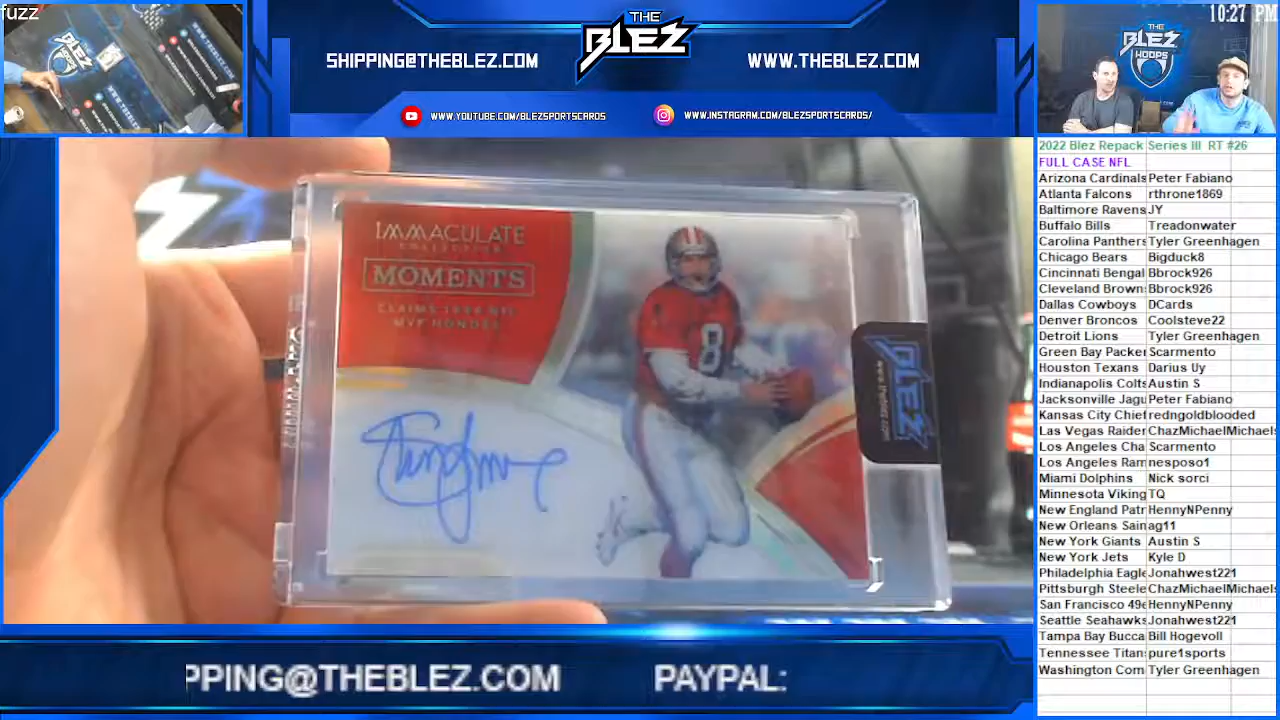 fuzz
SHIPPING@THEBLEZ.COM
THE
BLEZ
WWW.THEBLEZ.COM
WWW.YOUTUBE.COM/BLEZSPORTSCARDS
WWW.INSTAGRAM.COM/BLEZSPORTSCARDS/
10:27 PM
THE
BLEZ
HOOPS
IMMACULATE
COLLECTION
MOMENTS
CLAIMS 1994 NFL
MVP HONORS
8
BLEZ
2022 Blez Repack Series III RT #26
FULL CASE NFL
Arizona Cardinals Peter Fabiano
Atlanta Falcons rthrone1869
Baltimore Ravens JY
Buffalo Bills Treadonwater
Carolina Panthers Tyler Greenhagen
Chicago Bears Bigduck8
Cincinnati Bengal Bbrock926
Cleveland Brown Bbrock926
Dallas Cowboys DCards
Denver Broncos Coolsteve22
Detroit Lions Tyler Greenhagen
Green Bay Packer Scarmento
Houston Texans Darius Uy
Indianapolis Colts Austin S
Jacksonville Jagu Peter Fabiano
Kansas City Chief redngoldblooded
Las Vegas Raider ChazMichaelMichaels
Los Angeles Cha Scarmento
Los Angeles Ram nesposo1
Miami Dolphins Nick sorci
Minnesota Viking TQ
New England Patr HennyNPenny
New Orleans Sain ag11
New York Giants Austin S
New York Jets Kyle D
Philadelphia Eagle Jonahwest221
Pittsburgh Steele ChazMichaelMichaels
San Francisco 49e HennyNPenny
Seattle Seahawks Jonahwest221
Tampa Bay Bucca Bill Hogevoll
Tennessee Titan pure1sports
Washington Com Tyler Greenhagen
PPING@THEBLEZ.COM PAYPAL: